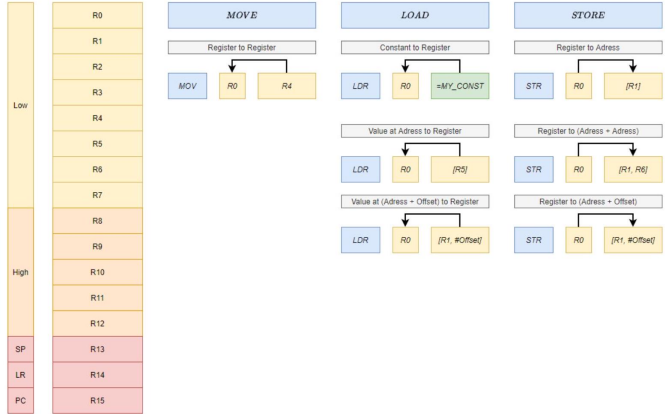 MOVE
LOAD
STORE
R0
R1
R2
R3
R4
R5
R6
R7
R8
R9
R10
R11
R12
R13
R14
R15
Low
High
SP
LR
PC
Register to Register
MOV R0 R4
Constant to Register
LDR R0 =MY_CONST
Value at Adress to Register
LDR R0 [R5]
Value at (Adress + Offset) to Register
LDR R0 [R1, #Offset]
Register to Adress
STR R0 [R1]
Register to (Adress + Adress)
STR R0 [R1, R6]
Register to (Adress + Offset)
STR R0 [R1, #Offset]